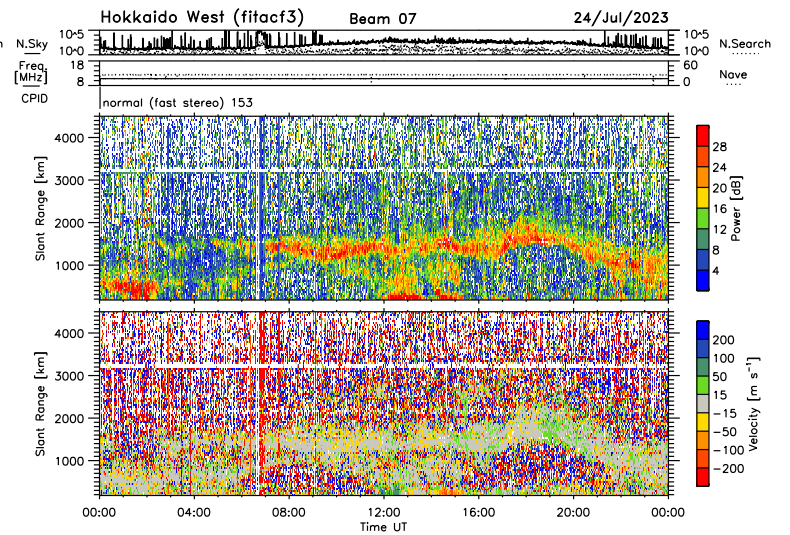 Hokkaido West (fitacf3) Beam 07 24/Jul/2023
N.Sky 10^5 10^0 10^5 10^0 N.Search
Freq. [MHz] 18 8 60 0 Nave
CPID normal (fast stereo) 153
Slant Range [km] 4000 3000 2000 1000
Power [dB] 28 24 20 16 12 8 4
Slant Range [km] 4000 3000 2000 1000
Velocity [m s⁻¹] 200 100 50 15 -15 -50 -100 -200
00:00 04:00 08:00 12:00 16:00 20:00 00:00
Time UT